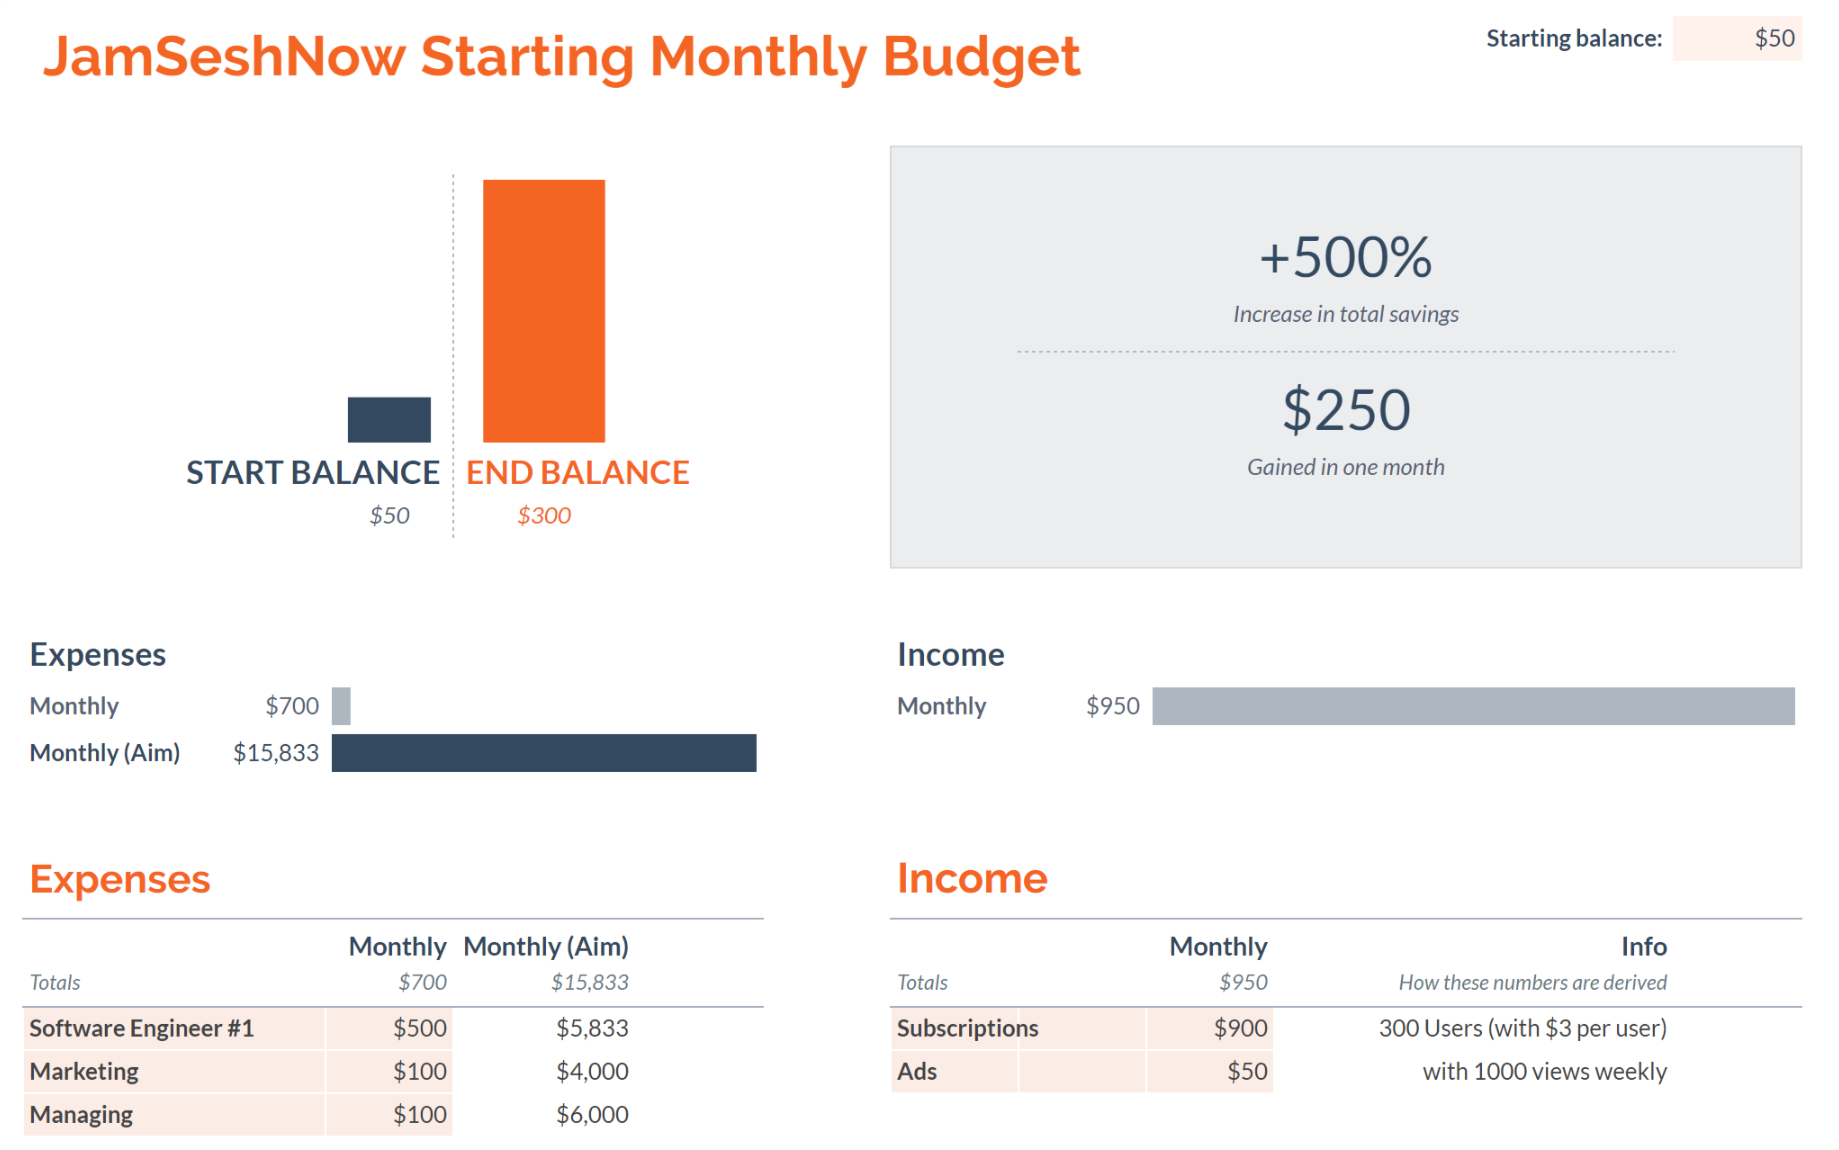 JamSeshNow Starting Monthly Budget
Starting balance: $50
+500%
Increase in total savings
$250
Gained in one month
START BALANCE END BALANCE
$50 $300
Expenses
Monthly $700
Monthly (Aim) $15,833
Income
Monthly $950
Expenses
Monthly Monthly (Aim)
Totals $700 $15,833
Software Engineer #1 $500 $5,833
Marketing $100 $4,000
Managing $100 $6,000
Income
Monthly Info
Totals $950 How these numbers are derived
Subscriptions $900 300 Users (with $3 per user)
Ads $50 with 1000 views weekly